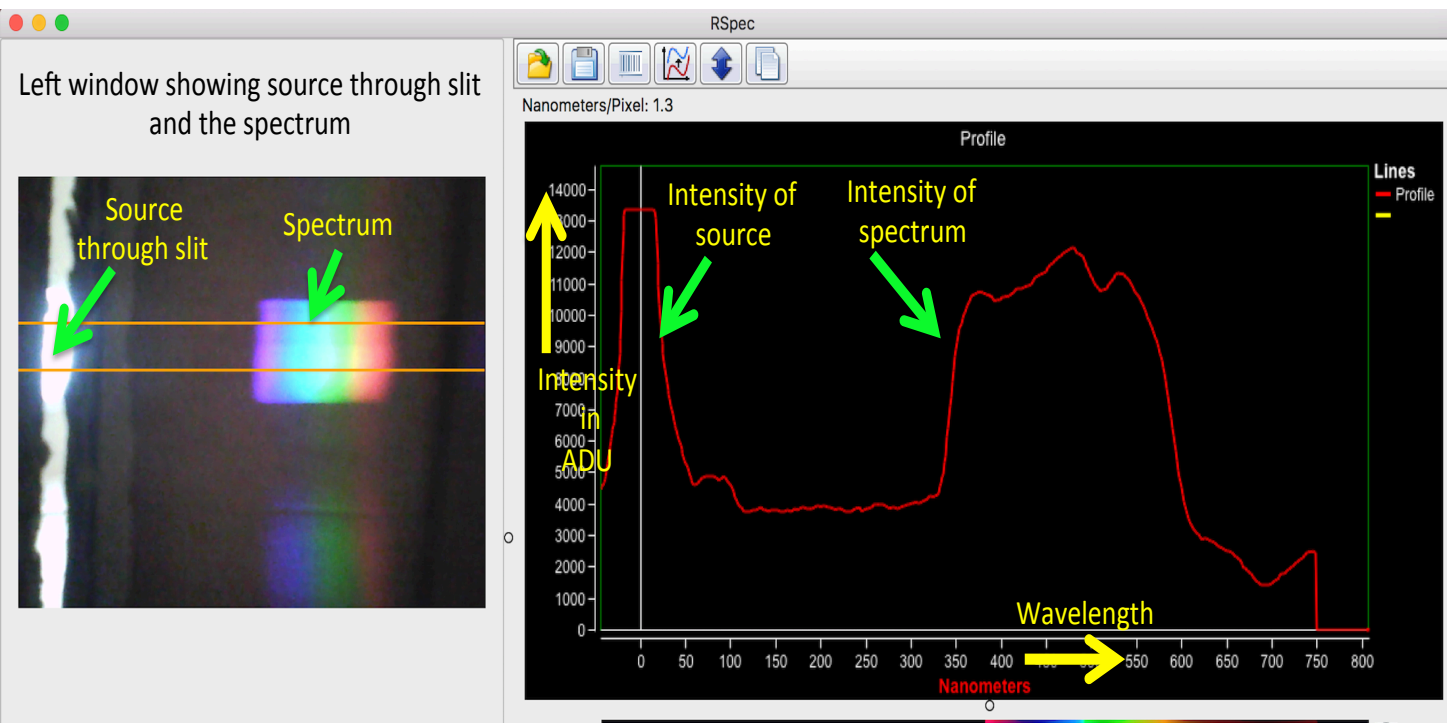 RSpec
Left window showing source through slit
and the spectrum
Source
through slit
Spectrum
Nanometers/Pixel: 1.3
Profile
Lines
Profile
Intensity of
source
Intensity of
spectrum
14000
3000
12000
11000
10000
9000
Intensity
7000
in
6000
ADU
5000
4000
3000
2000
1000
0
Wavelength
0 50 100 150 200 250 300 350 400 550 600 650 700 750 800
Nanometers